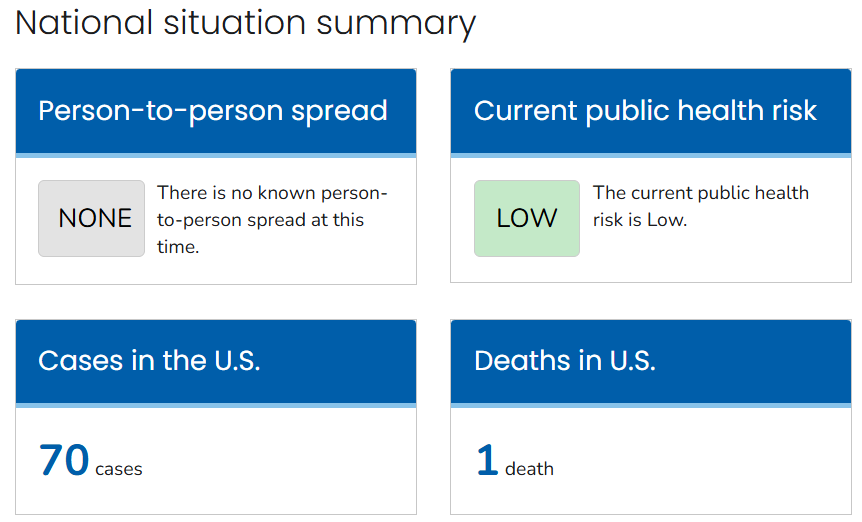 National situation summary
Person-to-person spread
NONE
There is no known person-
to-person spread at this
time.
Current public health risk
LOW
The current public health
risk is Low.
Cases in the U.S.
70 cases
Deaths in U.S.
1 death